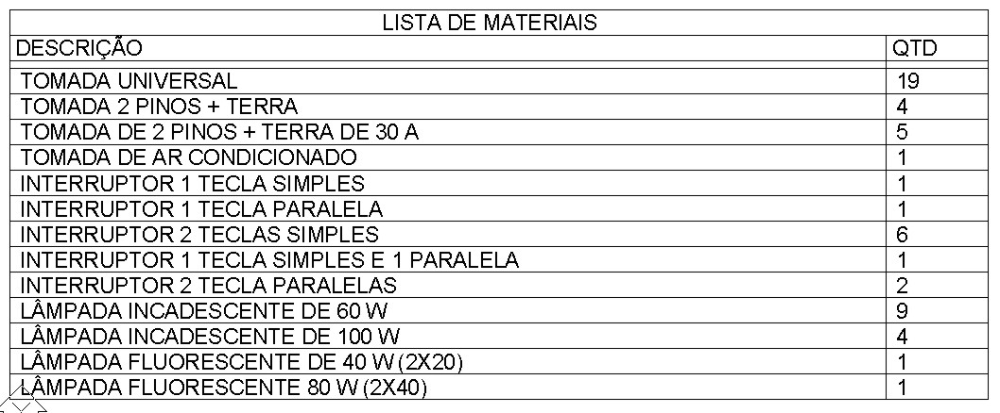 LISTA DE MATERIAIS
DESCRIÇÃO QTD
TOMADA UNIVERSAL 19
TOMADA 2 PINOS + TERRA 4
TOMADA DE 2 PINOS + TERRA DE 30 A 5
TOMADA DE AR CONDICIONADO 1
INTERRUPTOR 1 TECLA SIMPLES 1
INTERRUPTOR 1 TECLA PARALELA 1
INTERRUPTOR 2 TECLAS SIMPLES 6
INTERRUPTOR 1 TECLA SIMPLES E 1 PARALELA 1
INTERRUPTOR 2 TECLA PARALELAS 2
LÂMPADA INCADESCENTE DE 60 W 9
LÂMPADA INCADESCENTE DE 100 W 4
LÂMPADA FLUORESCENTE DE 40 W (2X20) 1
LÂMPADA FLUORESCENTE 80 W (2X40) 1